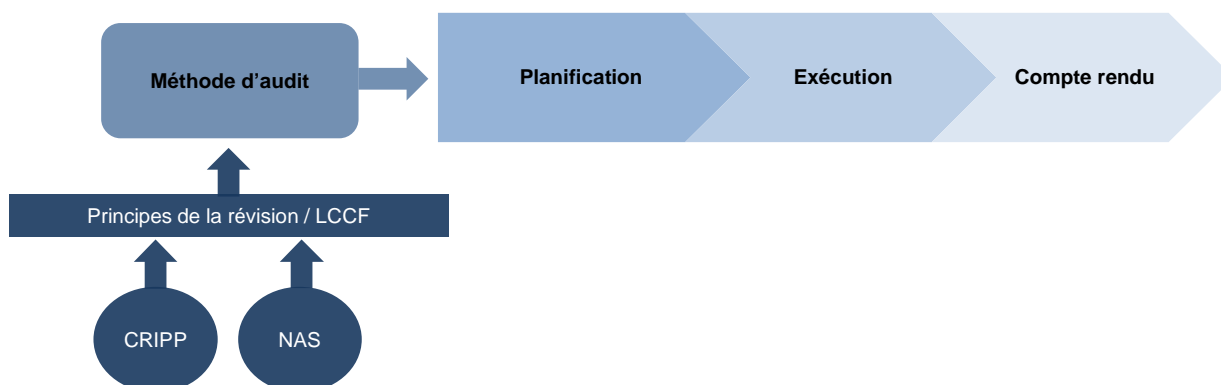 Méthode d'audit
Planification
Exécution
Compte rendu
Principes de la révision / LCCF
CRIPP
NAS